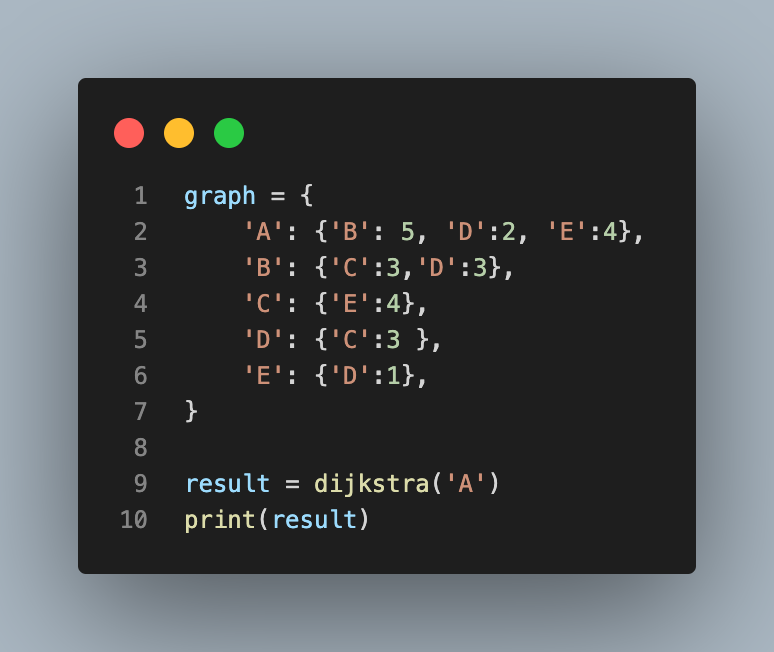 1 graph = {
2     'A': {'B': 5, 'D':2, 'E':4},
3     'B': {'C':3,'D':3},
4     'C': {'E':4},
5     'D': {'C':3 },
6     'E': {'D':1},
7 }
8
9 result = dijkstra('A')
10 print(result)